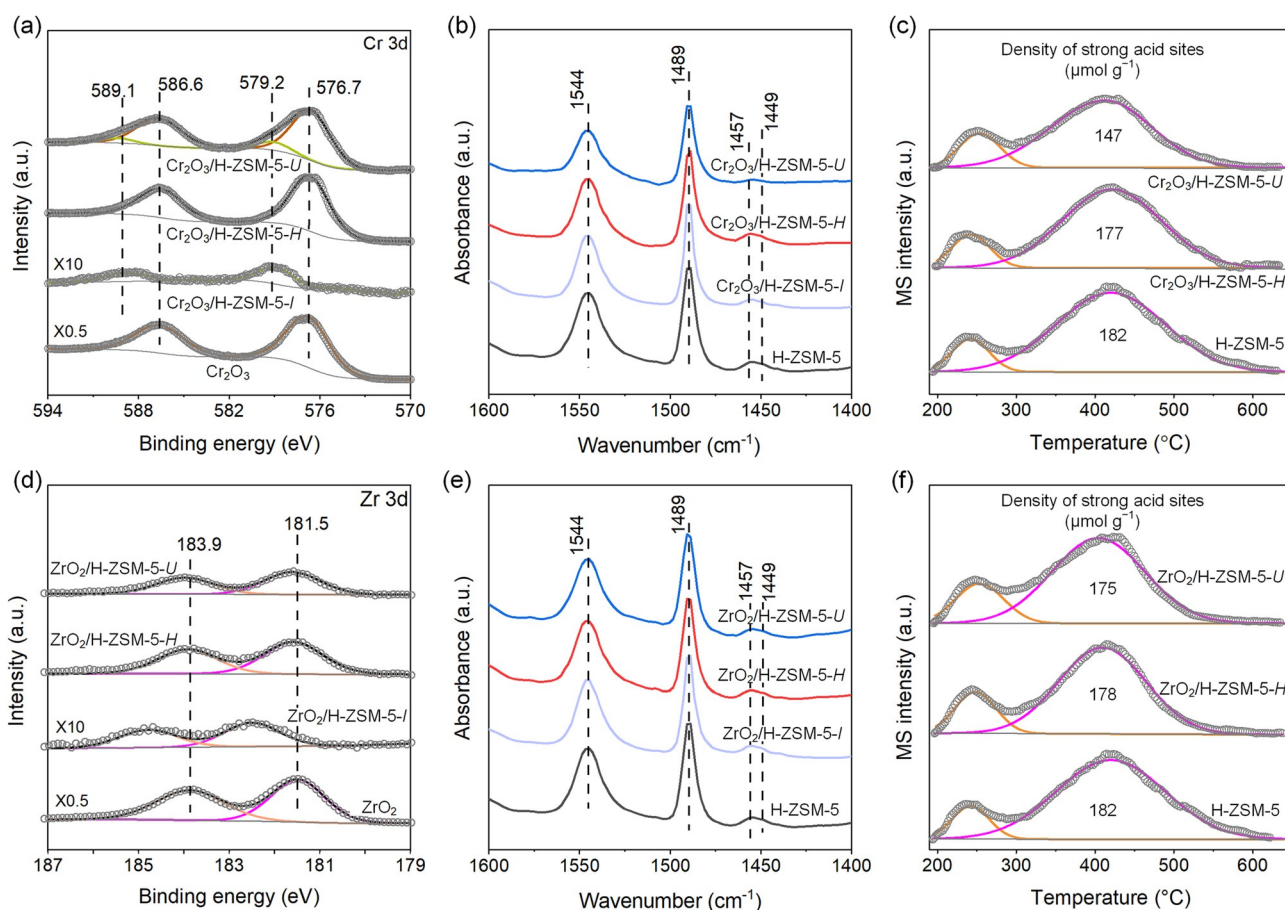 (a)
Cr 3d
589.1
586.6
579.2
576.7
Cr₂O₃/H-ZSM-5-U
Cr₂O₃/H-ZSM-5-H
X10
Cr₂O₃/H-ZSM-5-I
X0.5
Cr₂O₃
594 588 582 576 570
Binding energy (eV)
Intensity (a.u.)
(b)
1544
1489
1457
1449
Cr₂O₃/H-ZSM-5-U
Cr₂O₃/H-ZSM-5-H
Cr₂O₃/H-ZSM-5-I
H-ZSM-5
1600 1550 1500 1450 1400
Wavenumber (cm⁻¹)
Absorbance (a.u.)
(c)
Density of strong acid sites
(μmol g⁻¹)
147
Cr₂O₃/H-ZSM-5-U
177
Cr₂O₃/H-ZSM-5-H
182
H-ZSM-5
200 300 400 500 600
Temperature (°C)
MS intensity (a.u.)
(d)
Zr 3d
183.9
181.5
ZrO₂/H-ZSM-5-U
ZrO₂/H-ZSM-5-H
X10
ZrO₂/H-ZSM-5-I
X0.5
ZrO₂
187 185 183 181 179
Binding energy (eV)
Intensity (a.u.)
(e)
1544
1489
1457
1449
ZrO₂/H-ZSM-5-U
ZrO₂/H-ZSM-5-H
ZrO₂/H-ZSM-5-I
H-ZSM-5
1600 1550 1500 1450 1400
Wavenumber (cm⁻¹)
Absorbance (a.u.)
(f)
Density of strong acid sites
(μmol g⁻¹)
175
ZrO₂/H-ZSM-5-U
178
ZrO₂/H-ZSM-5-H
182
H-ZSM-5
200 300 400 500 600
Temperature (°C)
MS intensity (a.u.)